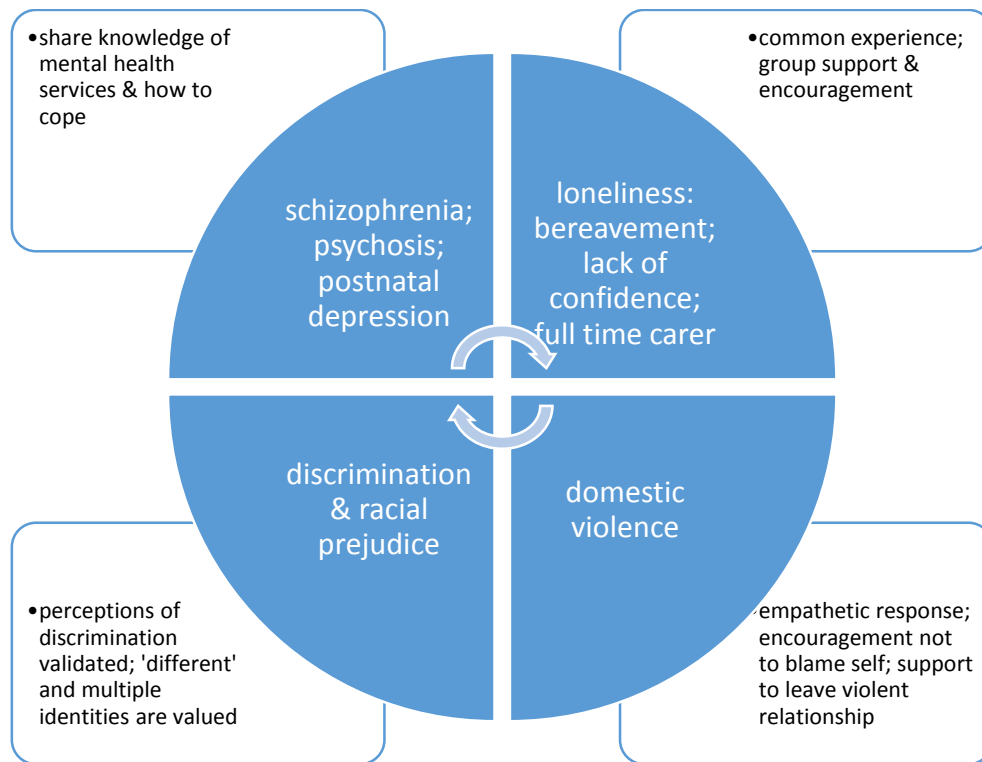 •share knowledge of
mental health
services & how to
cope
•common experience;
group support &
encouragement
schizophrenia;
psychosis;
postnatal
depression
loneliness:
bereavement;
lack of
confidence;
full time carer
discrimination
& racial
prejudice
domestic
violence
•perceptions of
discrimination
validated; 'different'
and multiple
identities are valued
•empathetic response;
encouragement not
to blame self; support
to leave violent
relationship